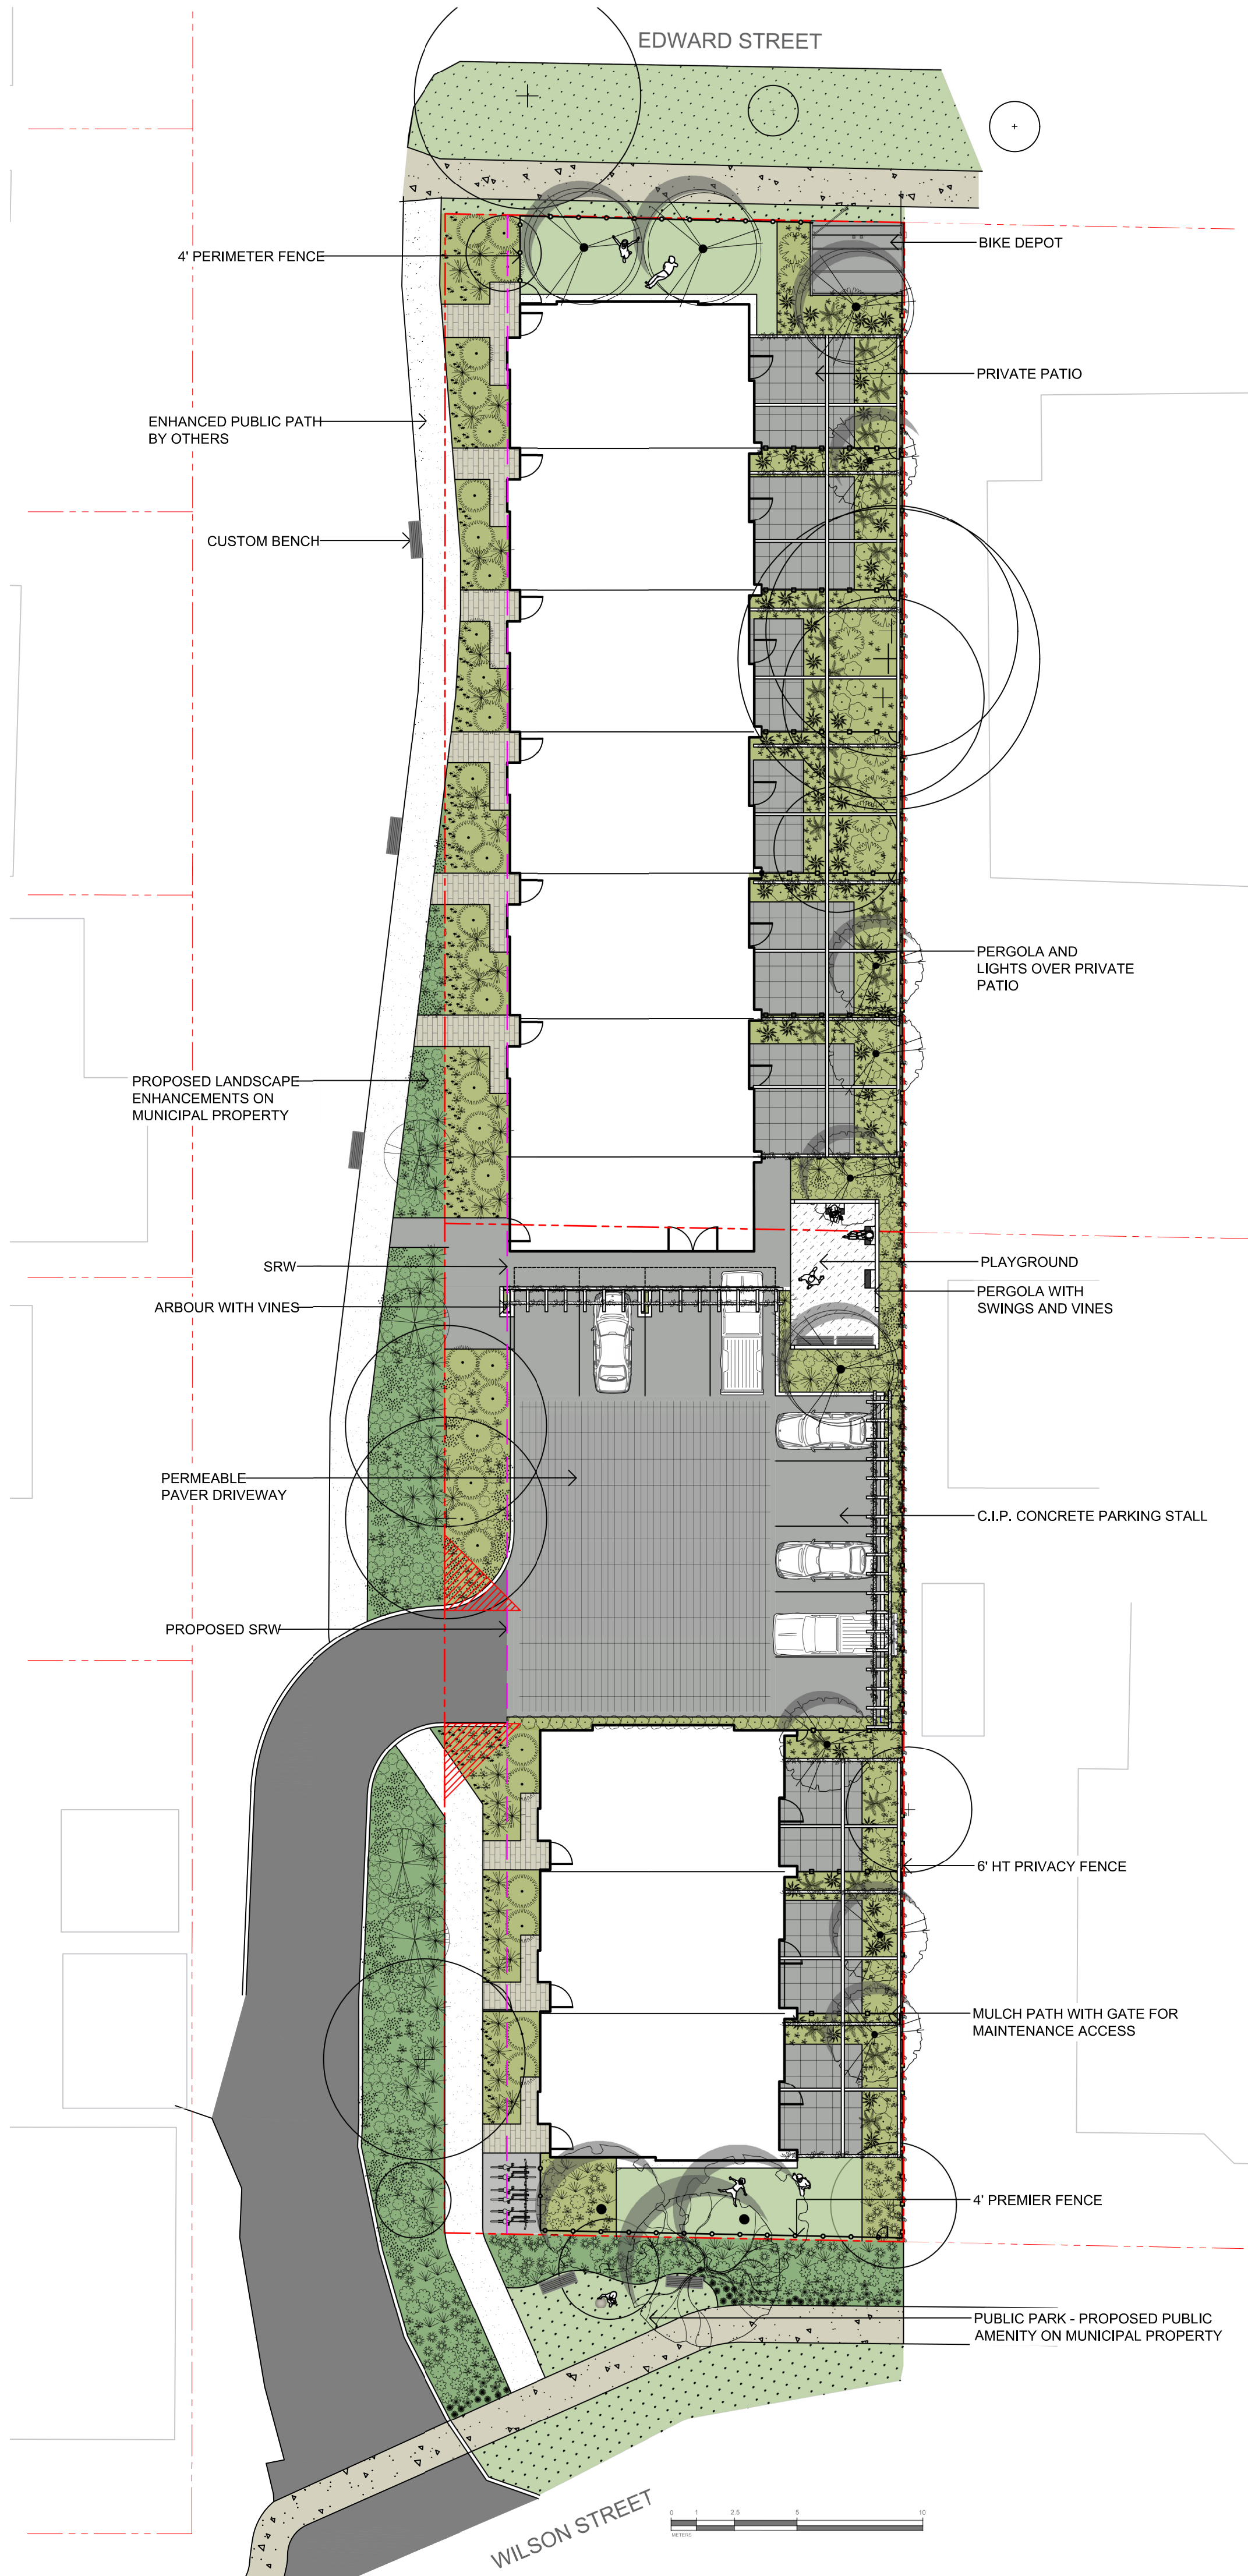 EDWARD STREET
4' PERIMETER FENCE
BIKE DEPOT
PRIVATE PATIO
ENHANCED PUBLIC PATH
BY OTHERS
CUSTOM BENCH
PERGOLA AND
LIGHTS OVER PRIVATE
PATIO
PROPOSED LANDSCAPE
ENHANCEMENTS ON
MUNICIPAL PROPERTY
SRW
PLAYGROUND
ARBOUR WITH VINES
PERGOLA WITH
SWINGS AND VINES
PERMEABLE
PAVER DRIVEWAY
C.I.P. CONCRETE PARKING STALL
PROPOSED SRW
6' HT PRIVACY FENCE
MULCH PATH WITH GATE FOR
MAINTENANCE ACCESS
4' PREMIER FENCE
PUBLIC PARK - PROPOSED PUBLIC
AMENITY ON MUNICIPAL PROPERTY
WILSON STREET
0 1 2.5 5 10
METERS